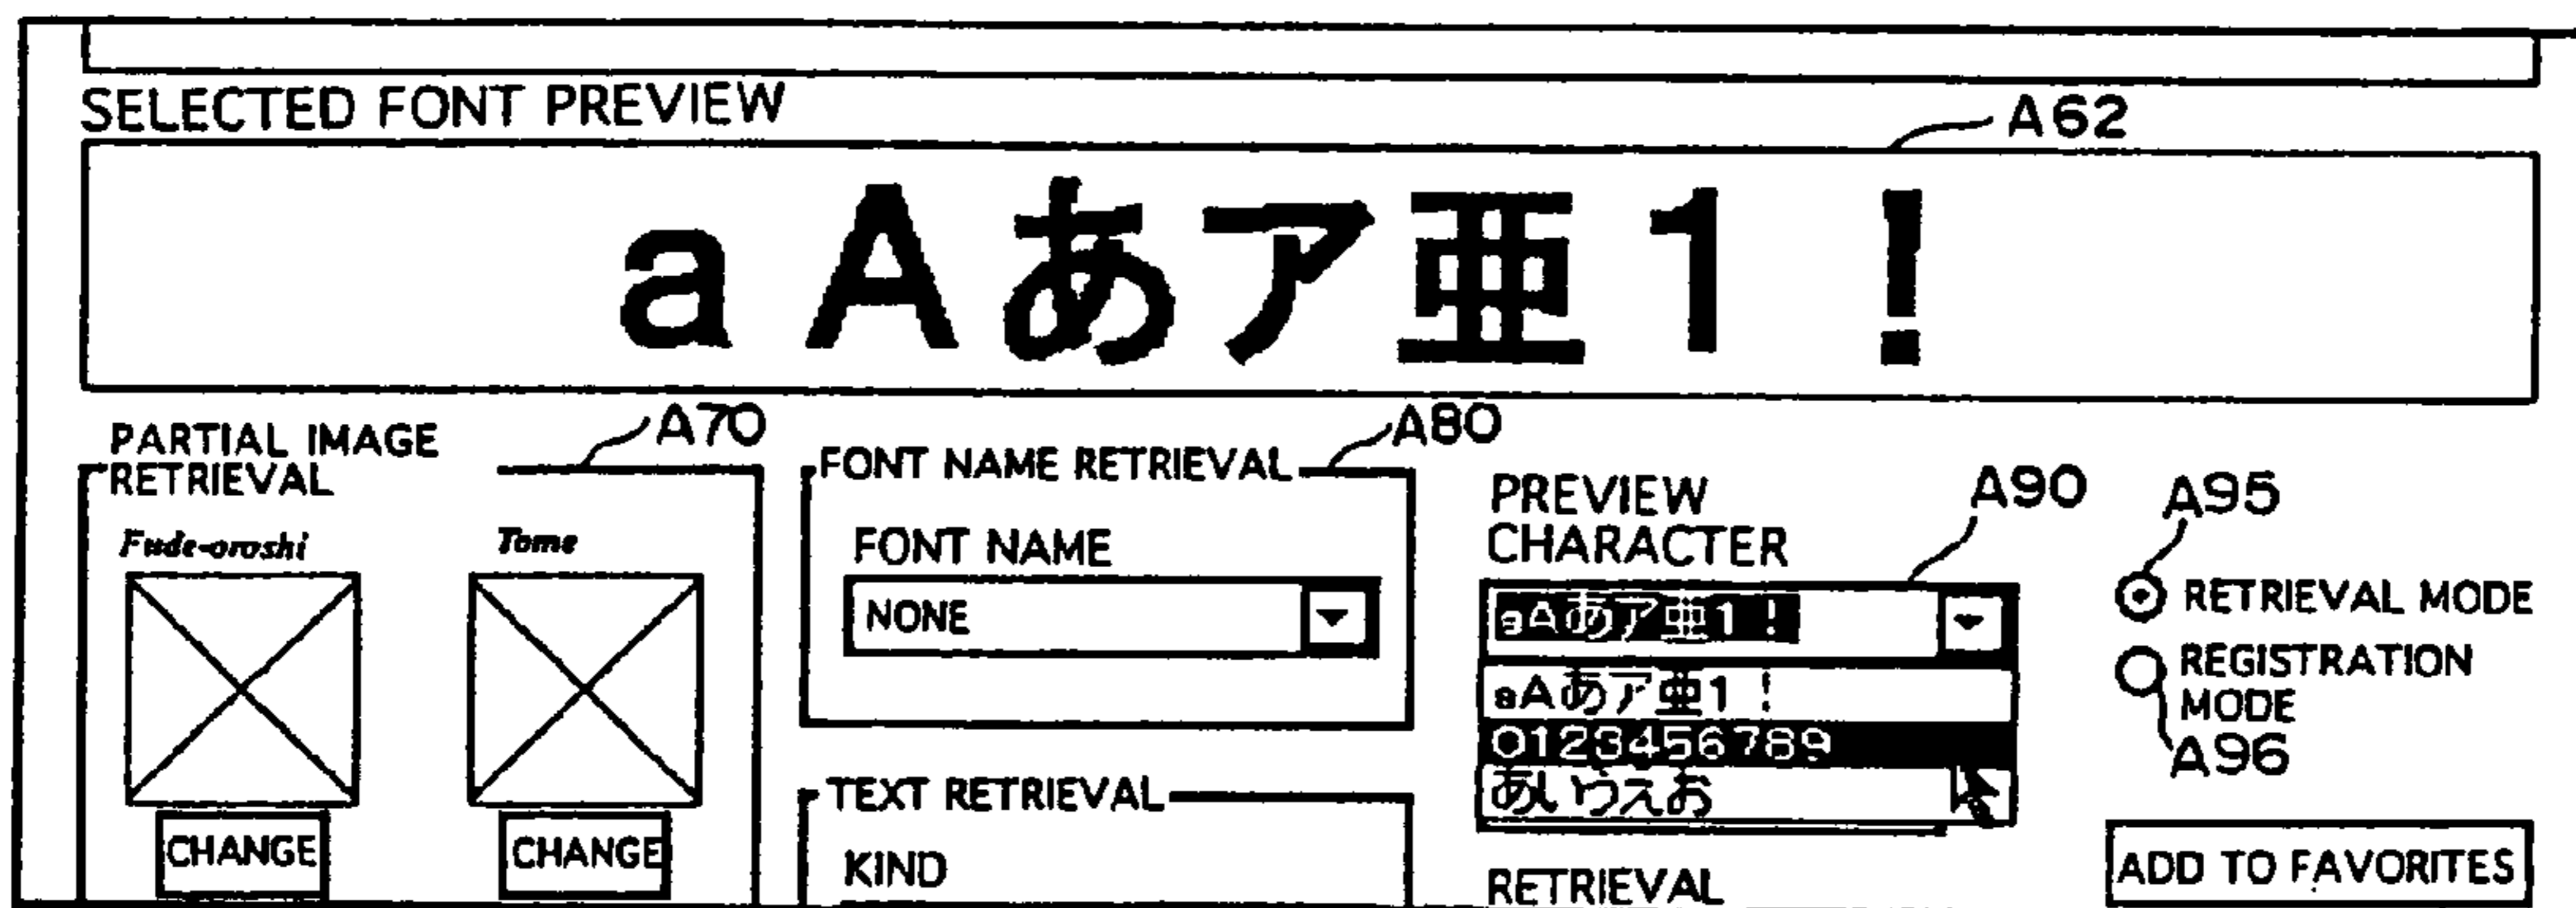 SELECTED FONT PREVIEW
A62
aAあア亜1！
PARTIAL IMAGE
RETRIEVAL
A70
Fude-oroshi
Tome
CHANGE
CHANGE
A80
FONT NAME RETRIEVAL
FONT NAME
NONE
TEXT RETRIEVAL
KIND
PREVIEW
CHARACTER
A90
aAあア亜1！
aAあア亜1！
0123456789
あいうえお
RETRIEVAL
A95
RETRIEVAL MODE
REGISTRATION
MODE
A96
ADD TO FAVORITES